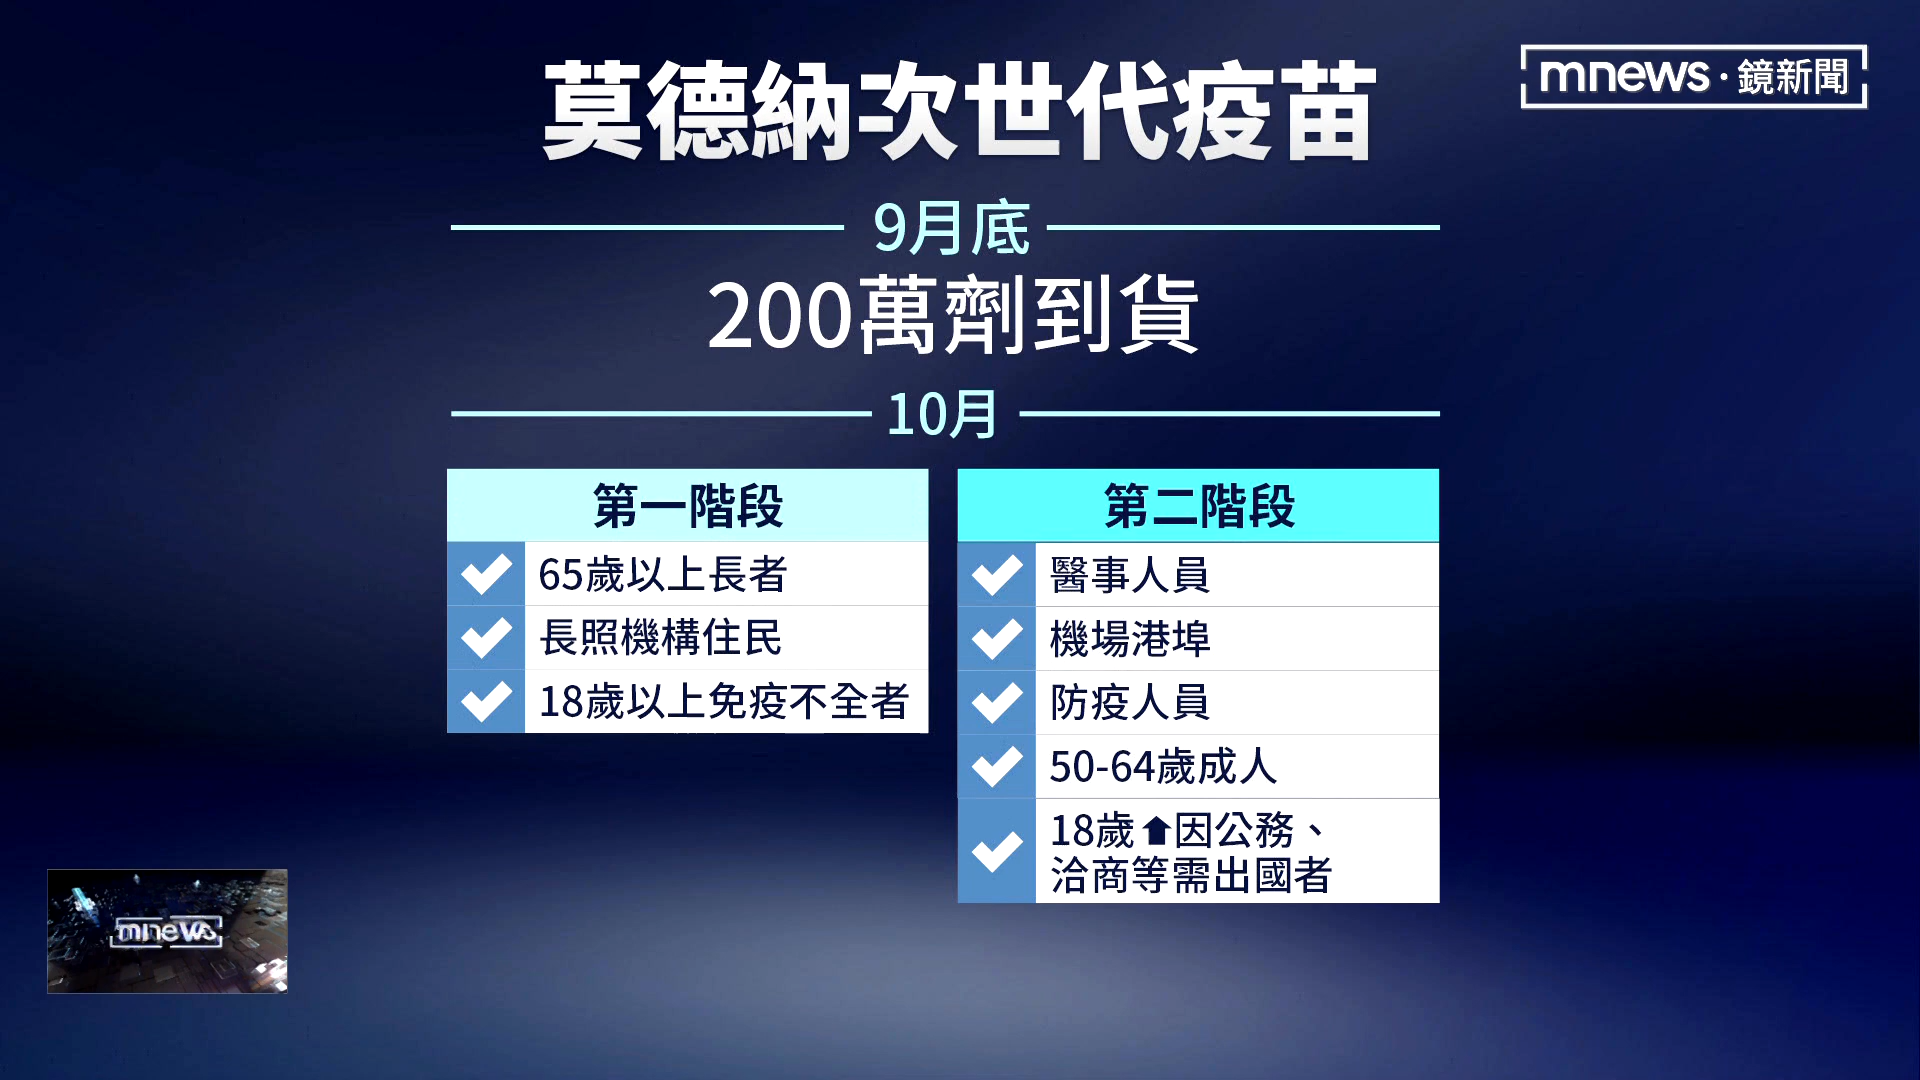 莫德納次世代疫苗
mnews·鏡新聞
9月底
200萬劑到貨
10月
第一階段
65歲以上長者
長照機構住民
18歲以上免疫不全者
第二階段
醫事人員
機場港埠
防疫人員
50-64歲成人
18歲⬆因公務、
洽商等需出國者
mnews